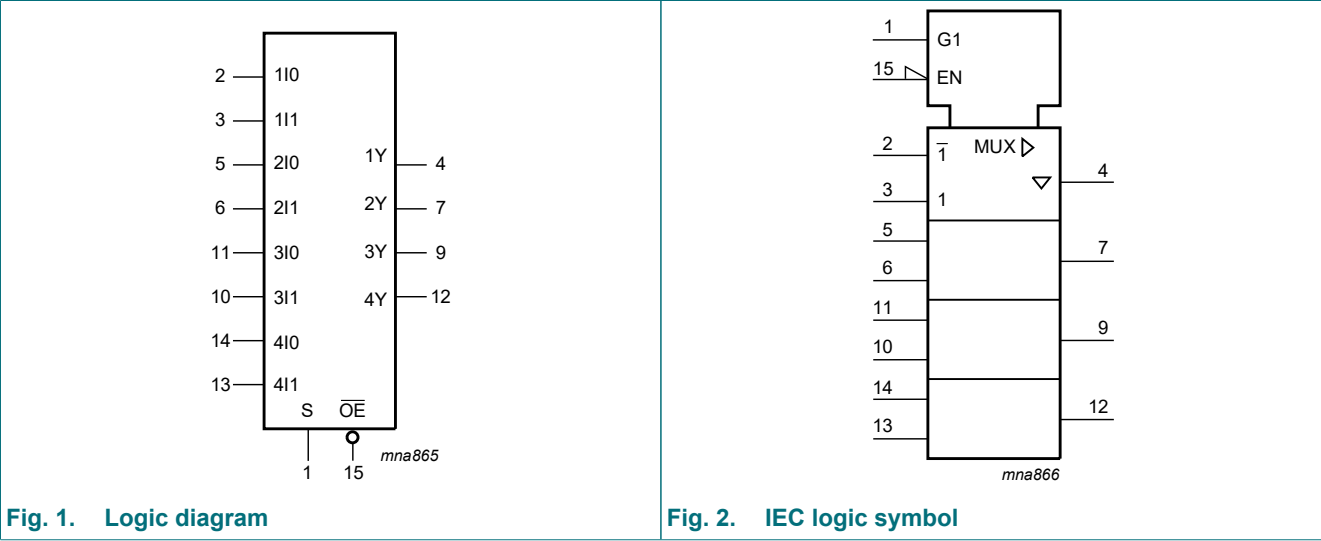 2 1I0
3 1I1
5 2I0
6 2I1
11 3I0
10 3I1
14 4I0
13 4I1
1Y 4
2Y 7
3Y 9
4Y 12
S O̅E̅
1 15
mna865
Fig. 1. Logic diagram
1 G1
15 EN
2 1̅ MUX
3 1
4
5
6
7
11
10
9
14
13
12
mna866
Fig. 2. IEC logic symbol